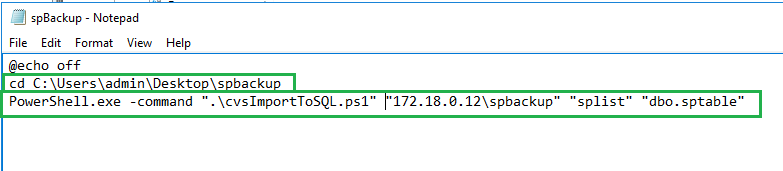 spBackup - Notepad
File Edit Format View Help
@echo off
cd C:\Users\admin\Desktop\spbackup
PowerShell.exe -command ".\cvsImportToSQL.ps1" "172.18.0.12\spbackup" "splist" "dbo.sptable"